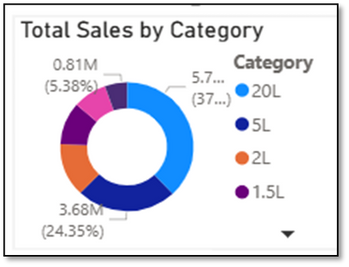 Total Sales by Category
0.81M
(5.38%)
5.7...
(37...)
3.68M
(24.35%)
Category
20L
5L
2L
1.5L